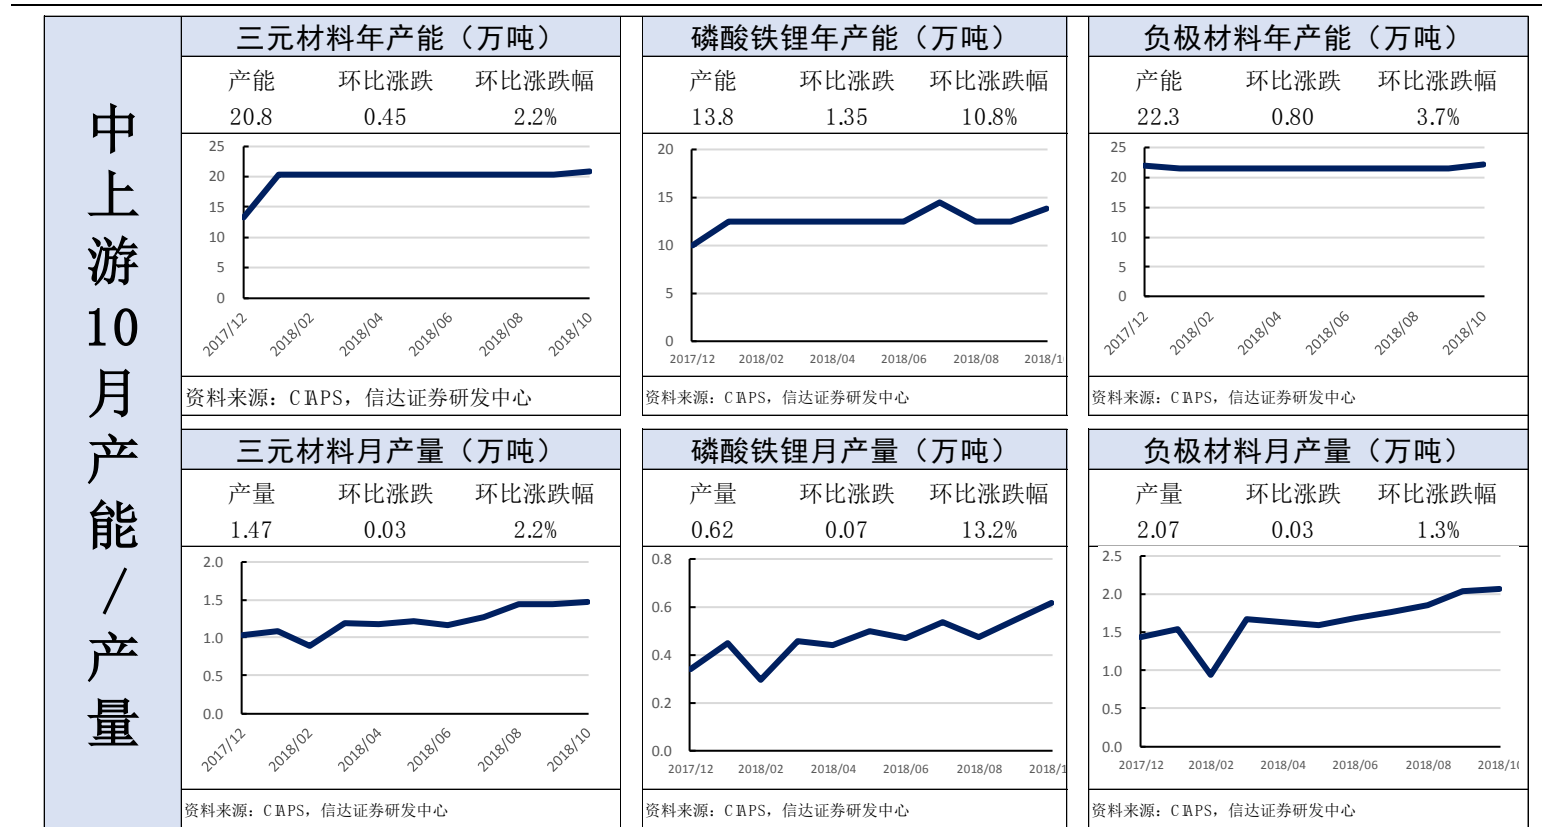 中上游10月产能/产量
三元材料年产能（万吨）
产能 环比涨跌 环比涨跌幅
20.8 0.45 2.2%
25
20
15
10
5
0
2017/12 2018/02 2018/04 2018/06 2018/08 2018/10
资料来源：CIAPS，信达证券研发中心
磷酸铁锂年产能（万吨）
产能 环比涨跌 环比涨跌幅
13.8 1.35 10.8%
20
15
10
5
0
2017/12 2018/02 2018/04 2018/06 2018/08 2018/1
资料来源：CIAPS，信达证券研发中心
负极材料年产能（万吨）
产能 环比涨跌 环比涨跌幅
22.3 0.80 3.7%
25
20
15
10
5
0
2017/12 2018/02 2018/04 2018/06 2018/08 2018/10
资料来源：CIAPS，信达证券研发中心
三元材料月产量（万吨）
产量 环比涨跌 环比涨跌幅
1.47 0.03 2.2%
2.0
1.5
1.0
0.5
0.0
2017/12 2018/02 2018/04 2018/06 2018/08 2018/10
资料来源：CIAPS，信达证券研发中心
磷酸铁锂月产量（万吨）
产量 环比涨跌 环比涨跌幅
0.62 0.07 13.2%
0.8
0.6
0.4
0.2
0.0
2017/12 2018/02 2018/04 2018/06 2018/08 2018/1
资料来源：CIAPS，信达证券研发中心
负极材料月产量（万吨）
产量 环比涨跌 环比涨跌幅
2.07 0.03 1.3%
2.5
2.0
1.5
1.0
0.5
0.0
2017/12 2018/02 2018/04 2018/06 2018/08 2018/10
资料来源：CIAPS，信达证券研发中心